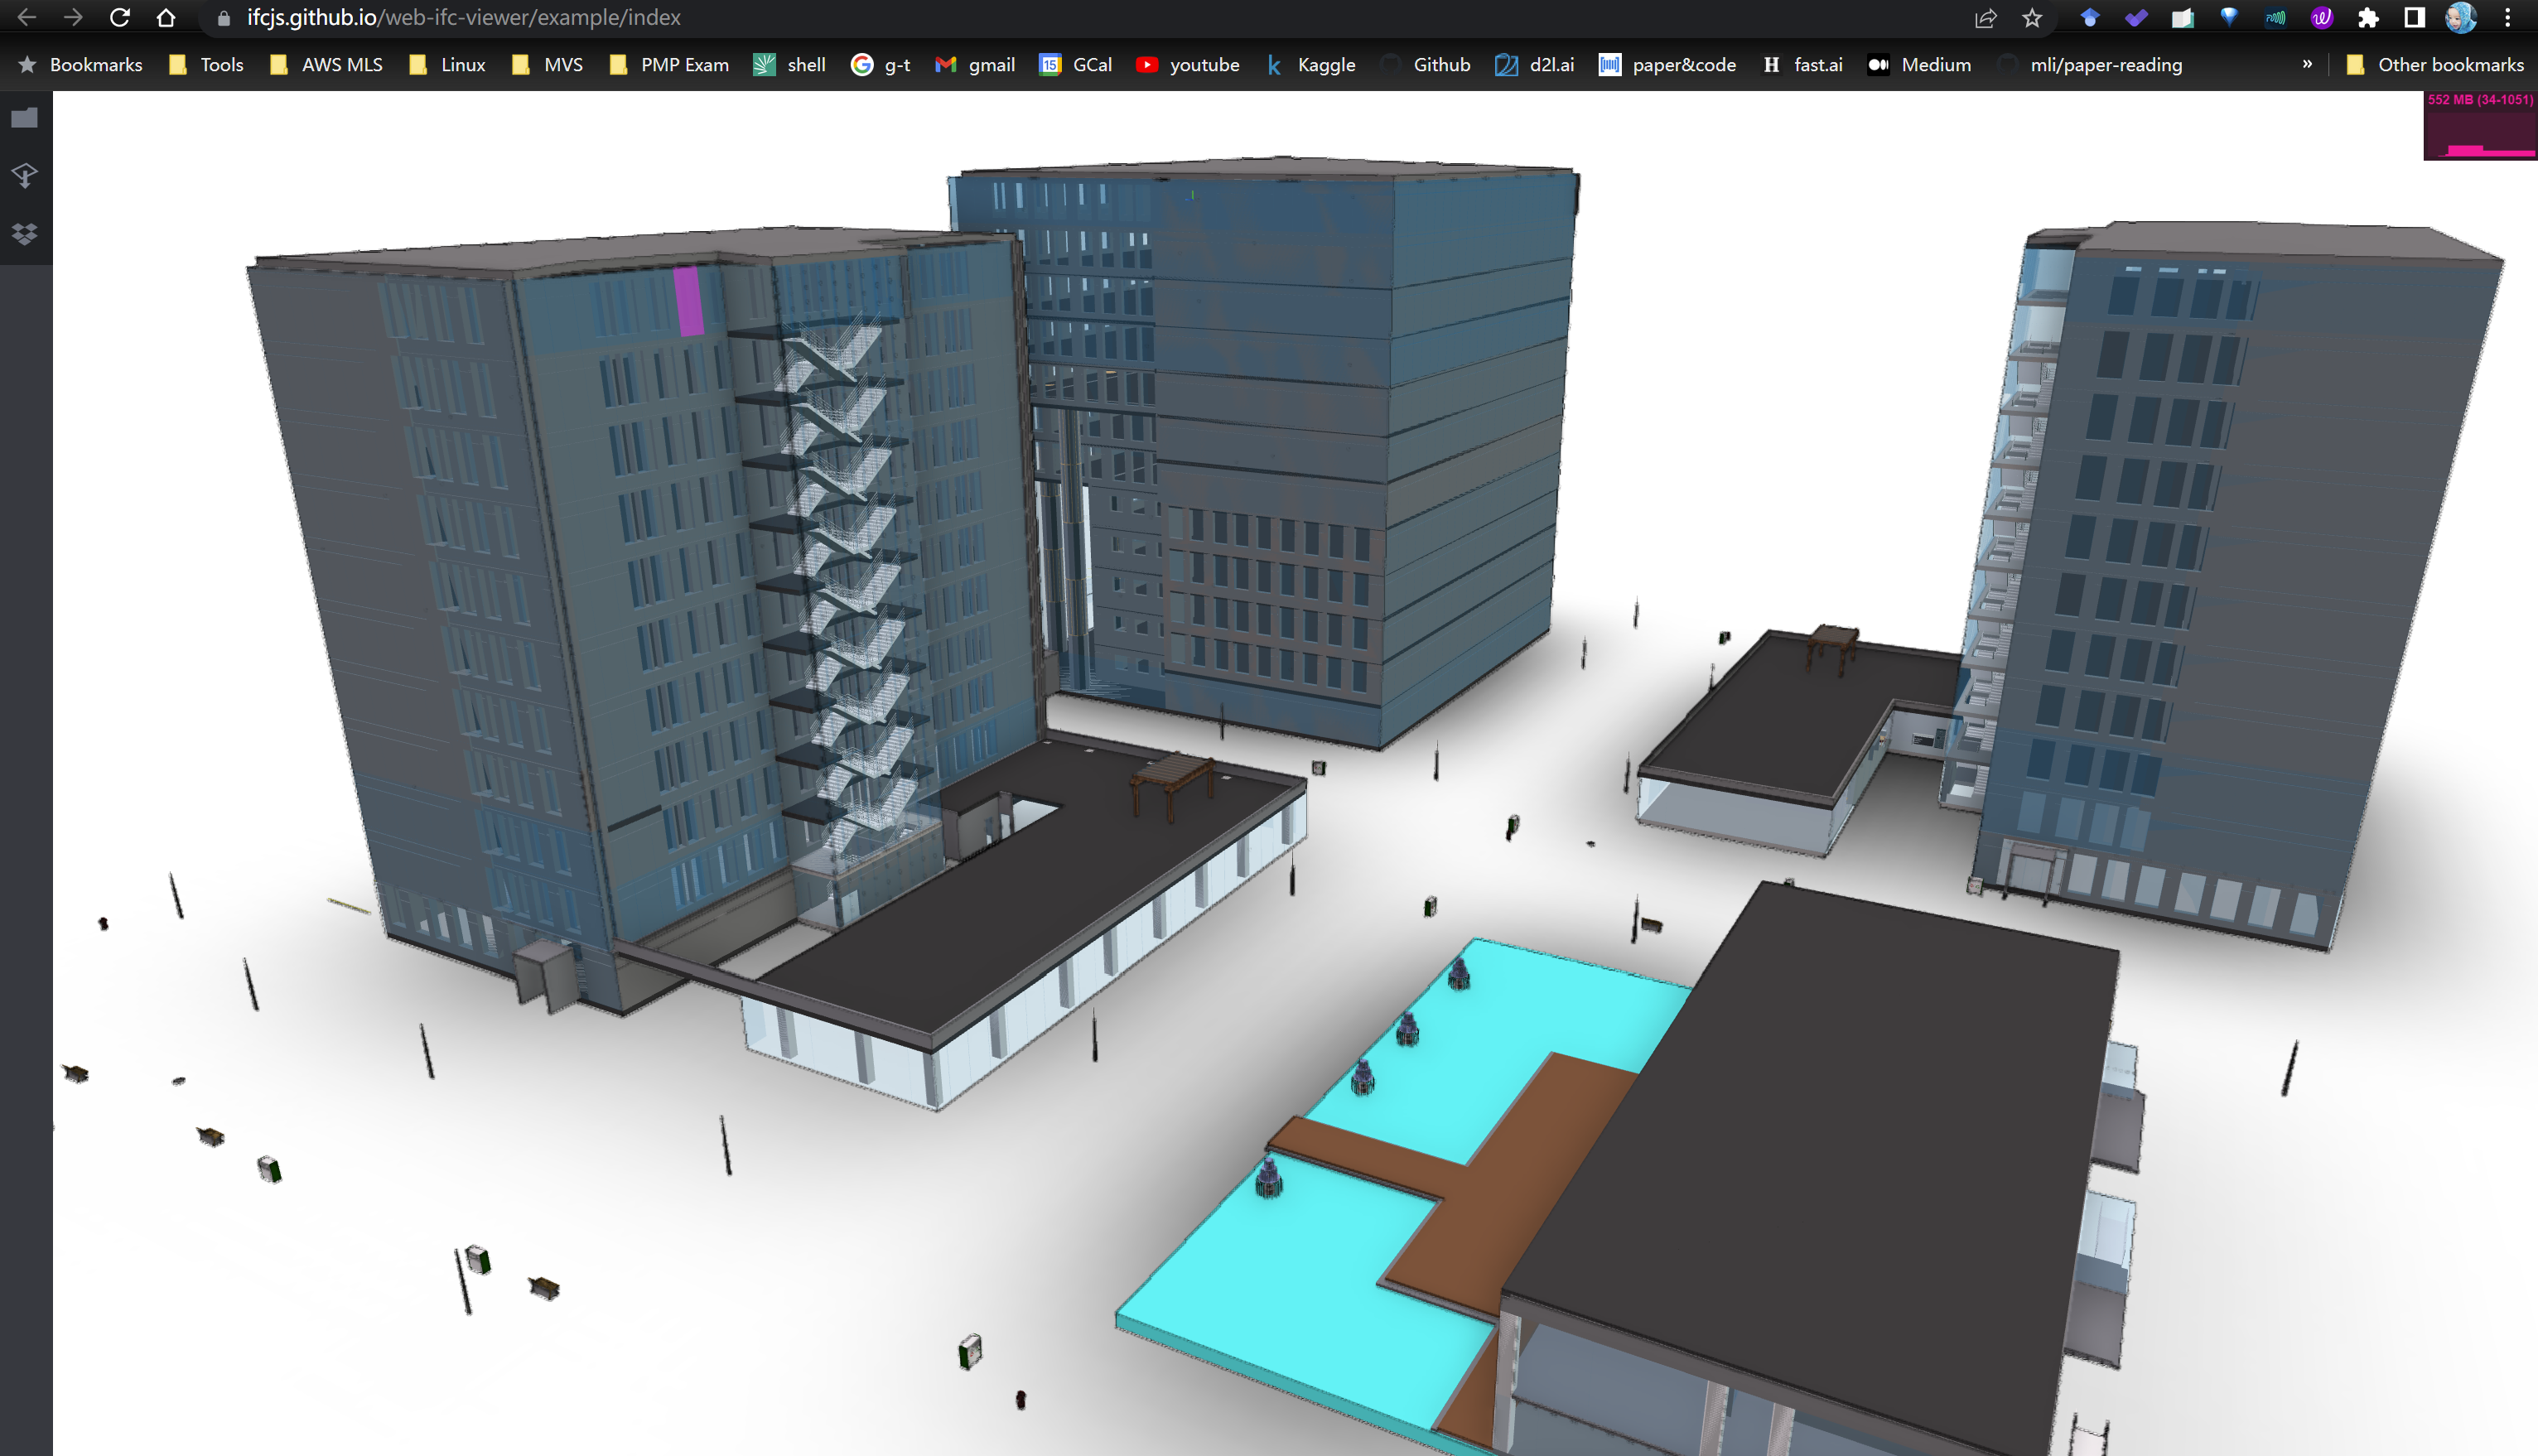 ifcjs.github.io/web-ifc-viewer/example/index
Bookmarks Tools AWS MLS Linux MVS PMP Exam shell g-t gmail 15 GCal youtube k Kaggle Github d2l.ai paper&code H fast.ai Medium mli/paper-reading » Other bookmarks
552 MB (34-1051)